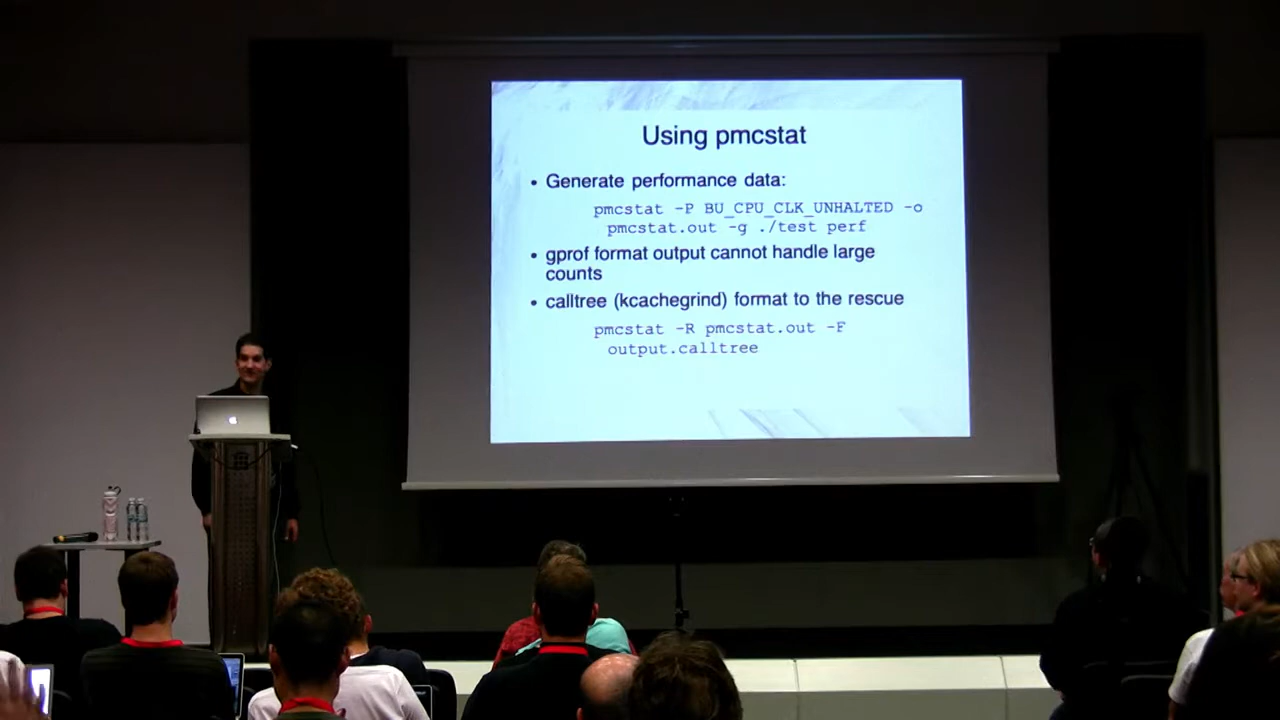 Using pmcstat
• Generate performance data:
pmcstat -P BU_CPU_CLK_UNHALTED -o
pmcstat.out -g ./test perf
• gprof format output cannot handle large
counts
• calltree (kcachegrind) format to the rescue
pmcstat -R pmcstat.out -F
output.calltree